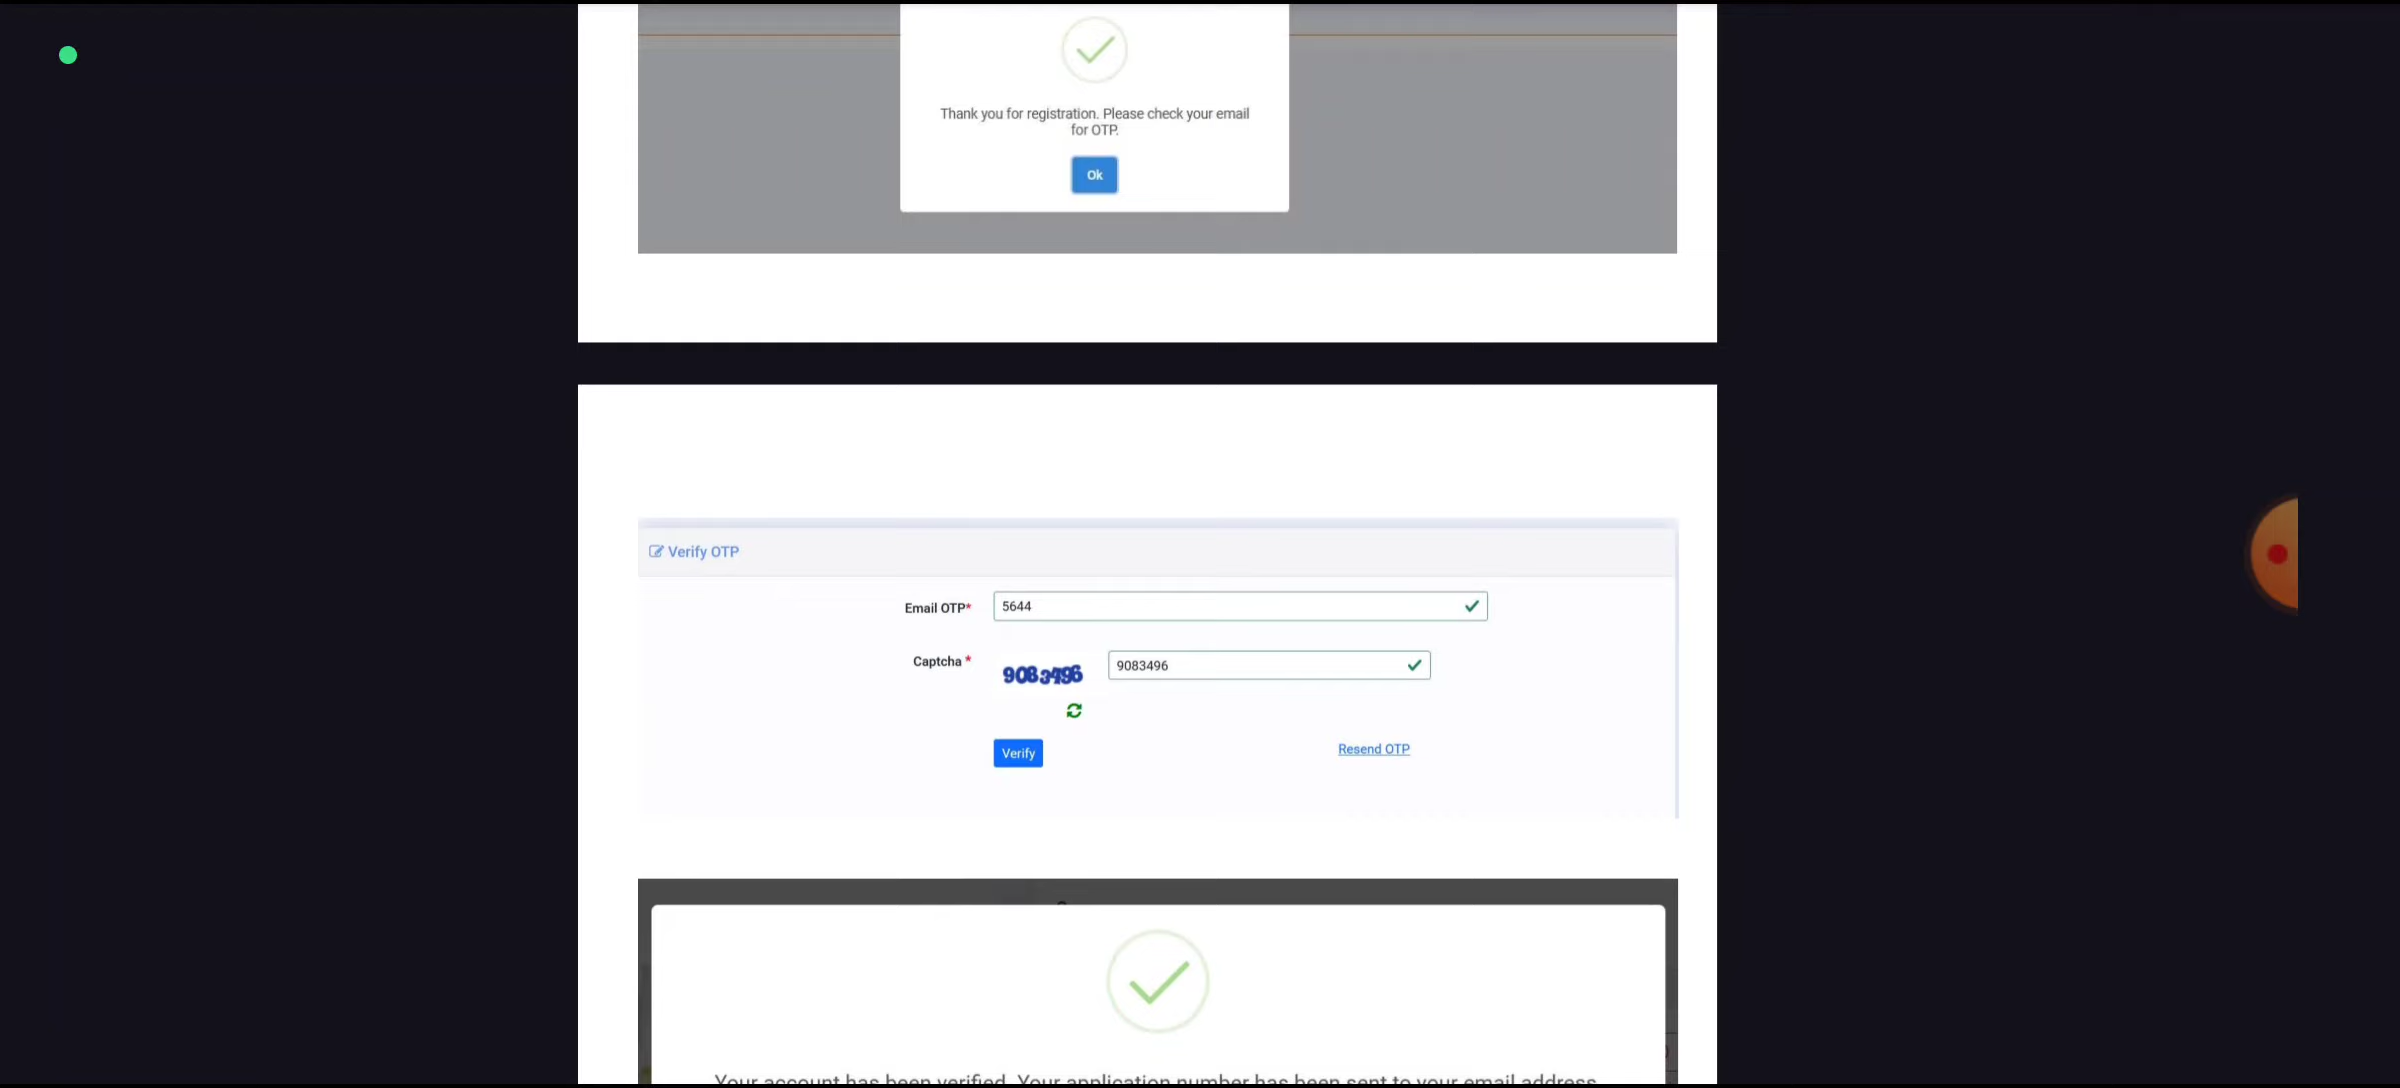 Thank you for registration. Please check your email
for OTP.
Ok
Verify OTP
Email OTP* 5644
Captcha * 9083496 9083496
Verify Resend OTP
Your account has been verified. Your application number has been sent to your email address